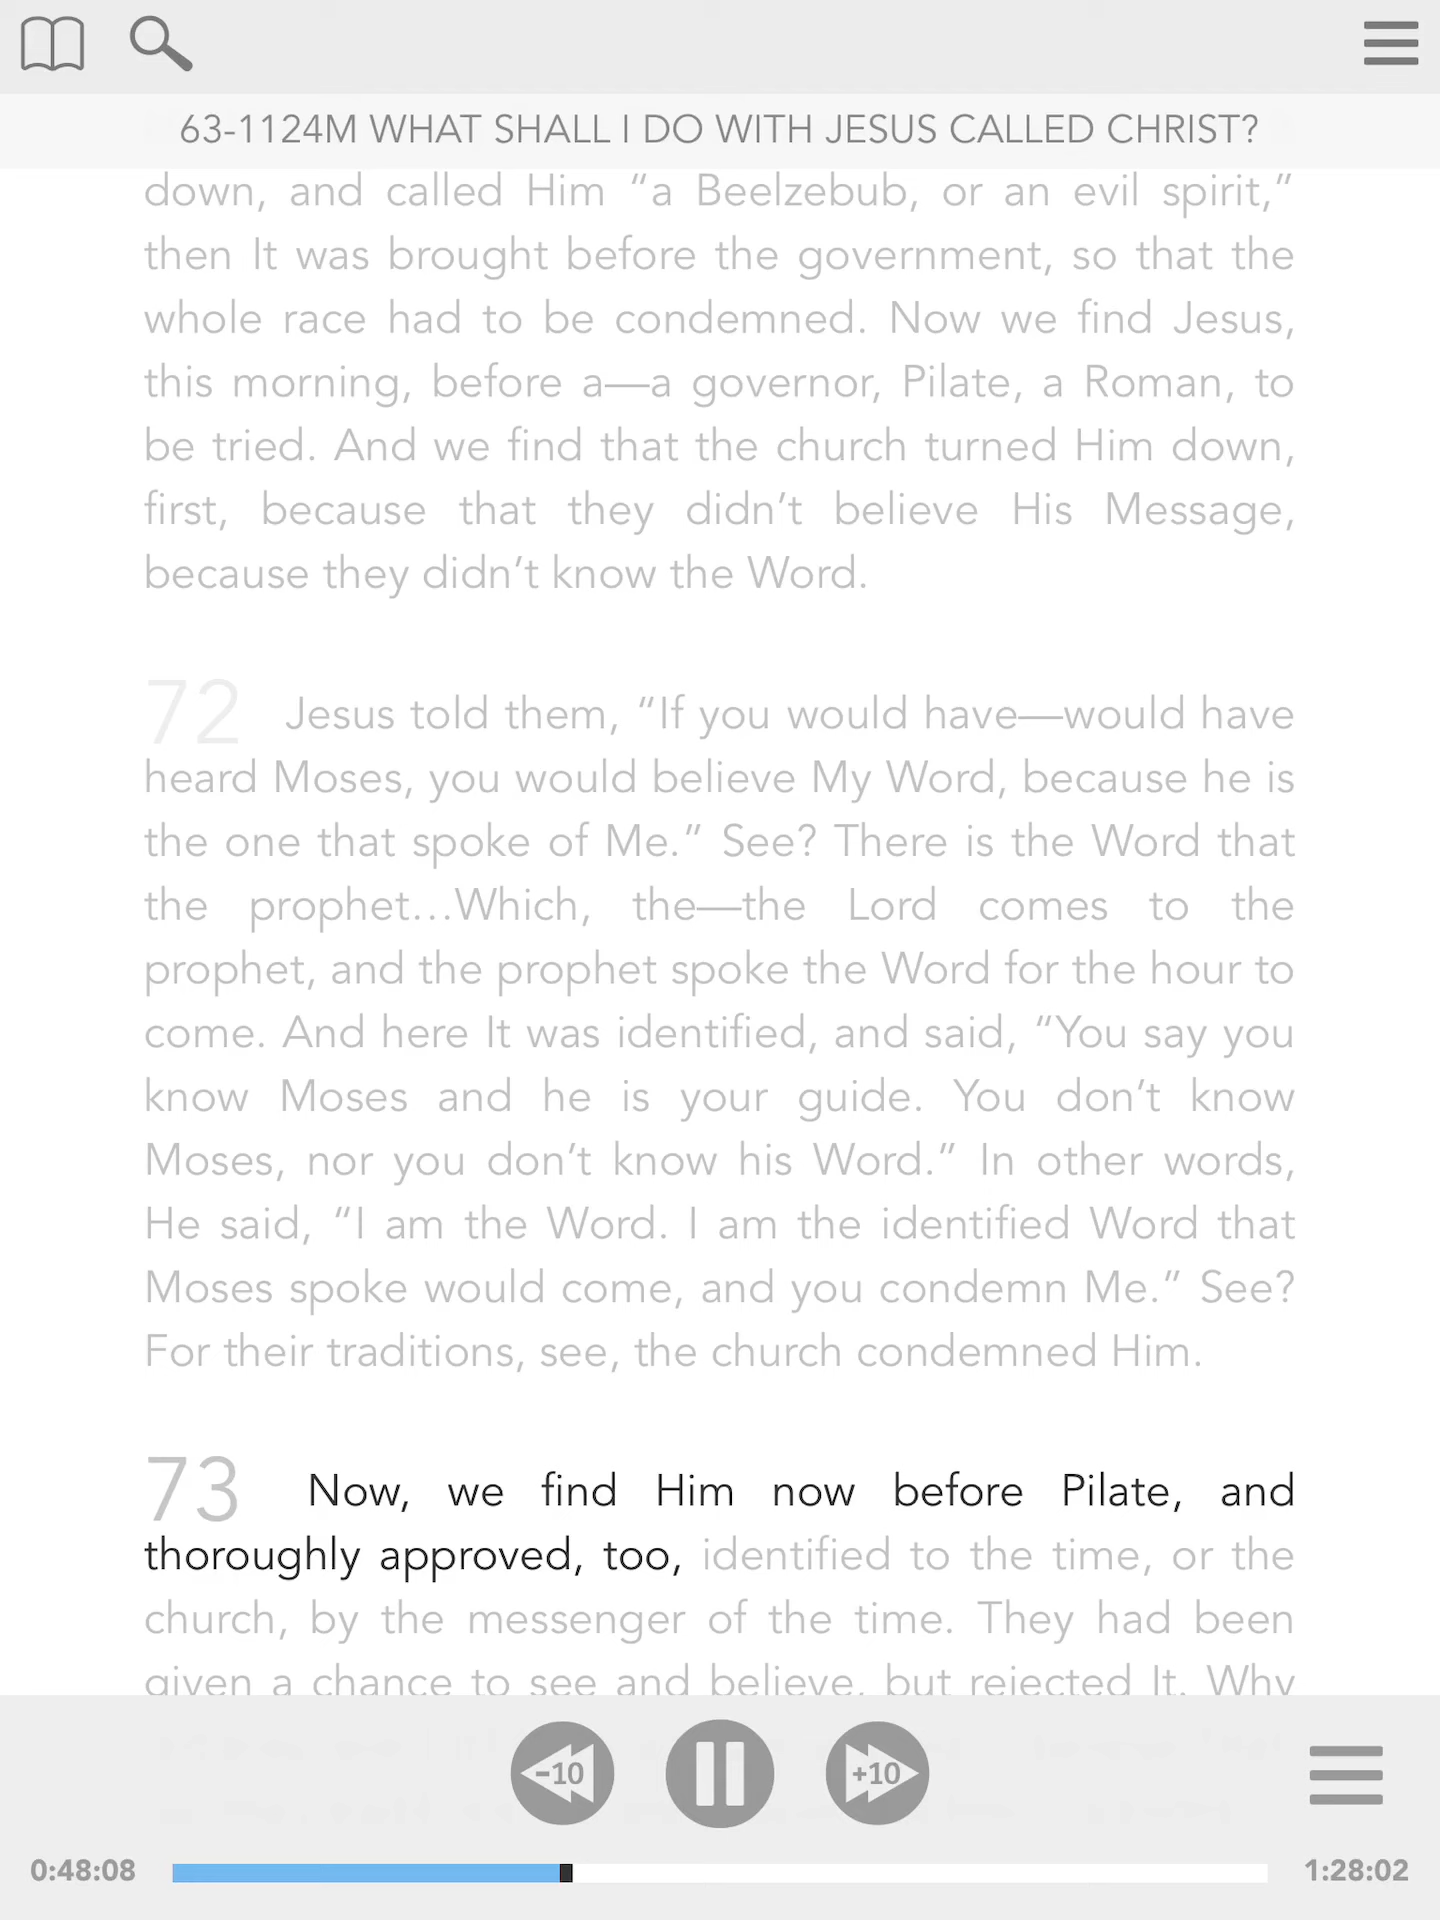 63-1124M WHAT SHALL I DO WITH JESUS CALLED CHRIST?
down, and called Him “a Beelzebub, or an evil spirit,”
then It was brought before the government, so that the
whole race had to be condemned. Now we find Jesus,
this morning, before a—a governor, Pilate, a Roman, to
be tried. And we find that the church turned Him down,
first, because that they didn’t believe His Message,
because they didn’t know the Word.
72 Jesus told them, “If you would have—would have
heard Moses, you would believe My Word, because he is
the one that spoke of Me.” See? There is the Word that
the prophet…Which, the—the Lord comes to the
prophet, and the prophet spoke the Word for the hour to
come. And here It was identified, and said, “You say you
know Moses and he is your guide. You don’t know
Moses, nor you don’t know his Word.” In other words,
He said, “I am the Word. I am the identified Word that
Moses spoke would come, and you condemn Me.” See?
For their traditions, see, the church condemned Him.
73 Now, we find Him now before Pilate, and
thoroughly approved, too, identified to the time, or the
church, by the messenger of the time. They had been
given a chance to see and believe, but rejected It. Why
-10 +10
0:48:08 1:28:02